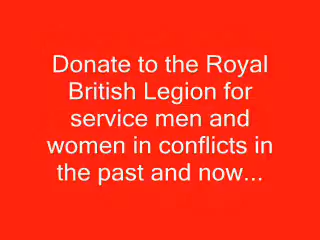 Donate to the Royal
British Legion for
service men and
women in conflicts in
the past and now...